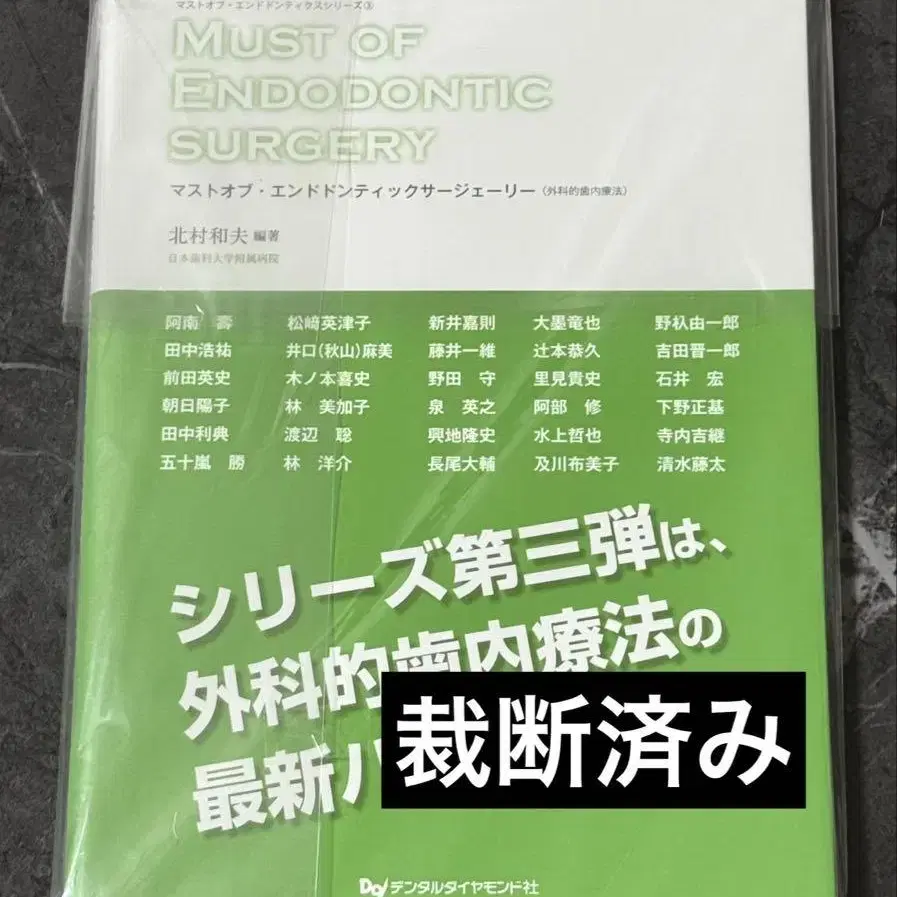 マストオブ・エンドドンティクスシリーズ③
MUST OF
ENDODONTIC
SURGERY
マストオブ・エンドドンティックサージェーリー（外科的歯内療法）
北村和夫 編著
日本歯科大学附属病院
阿南 壽 松﨑英津子 新井嘉則 大墨竜也 野杁由一郎
田中浩祐 井口(秋山)麻美 藤井一維 辻本恭久 吉田晋一郎
前田英史 木ノ本喜史 野田 守 里見貴史 石井 宏
朝日陽子 林 美加子 泉 英之 阿部 修 下野正基
田中利典 渡辺 聡 興地隆史 水上哲也 寺内吉継
五十嵐 勝 林 洋介 長尾大輔 及川布美子 清水藤太
シリーズ第三弾は、
外科的歯内療法の
最新ハ
裁断済み
DD デンタルダイヤモンド社